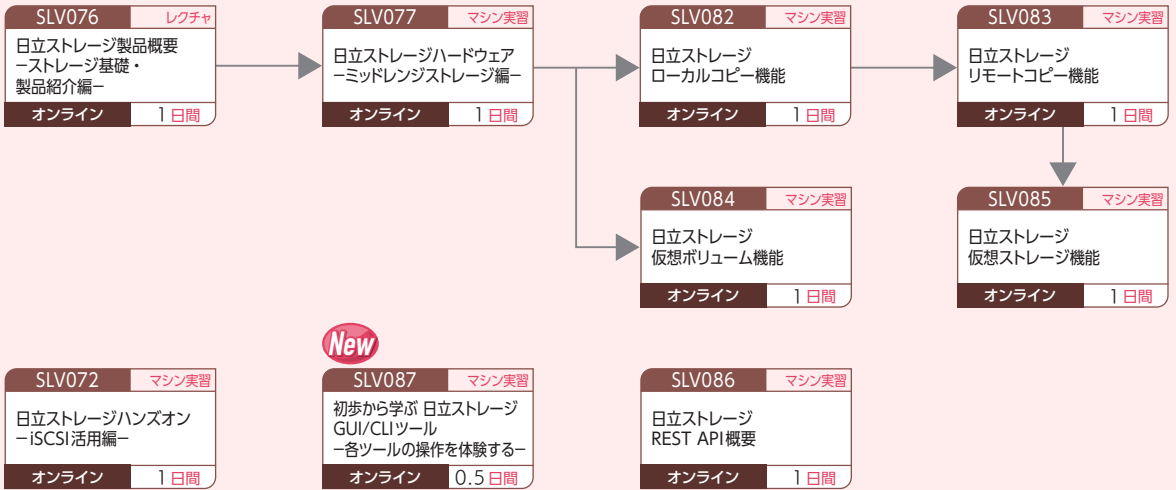 SLV076 レクチャ
日立ストレージ製品概要
−ストレージ基礎・
製品紹介編−
オンライン 1日間
SLV077 マシン実習
日立ストレージハードウェア
−ミッドレンジストレージ編−
オンライン 1日間
SLV082 マシン実習
日立ストレージ
ローカルコピー機能
オンライン 1日間
SLV083 マシン実習
日立ストレージ
リモートコピー機能
オンライン 1日間
SLV084 マシン実習
日立ストレージ
仮想ボリューム機能
オンライン 1日間
SLV085 マシン実習
日立ストレージ
仮想ストレージ機能
オンライン 1日間
SLV072 マシン実習
日立ストレージハンズオン
−iSCSI活用編−
オンライン 1日間
New
SLV087 マシン実習
初歩から学ぶ 日立ストレージ
GUI/CLIツール
−各ツールの操作を体験する−
オンライン 0.5日間
SLV086 マシン実習
日立ストレージ
REST API概要
オンライン 1日間